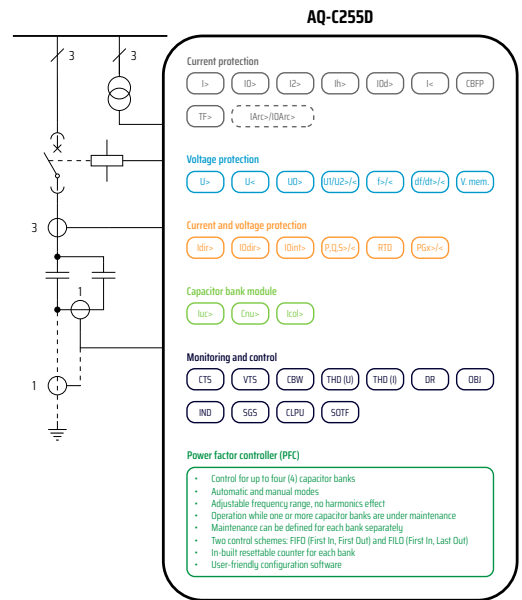 AQ-C255D
3
3
Current protection
I>
I0>
I2>
Ih>
I0d>
I<
CBFP
TF>
IArc>/I0Arc>
Voltage protection
U>
U<
U0>
U1/U2>/<
f>/<
df/dt>/<
V. mem.
3
Current and voltage protection
Idir>
I0dir>
I0int>
P,Q,S>/<
RTD
PGx>/<
1
Capacitor bank module
Iuc>
Cnu>
Icol>
1
Monitoring and control
CTS
VTS
CBW
THD (U)
THD (I)
DR
OBJ
IND
SGS
CLPU
SOTF
Power factor controller (PFC)
• Control for up to four (4) capacitor banks
• Automatic and manual modes
• Adjustable frequency range, no harmonics effect
• Operation while one or more capacitor banks are under maintenance
• Maintenance can be defined for each bank separately
• Two control schemes: FIFO (First In, First Out) and FILO (First In, Last Out)
• In-built resettable counter for each bank
• User-friendly configuration software